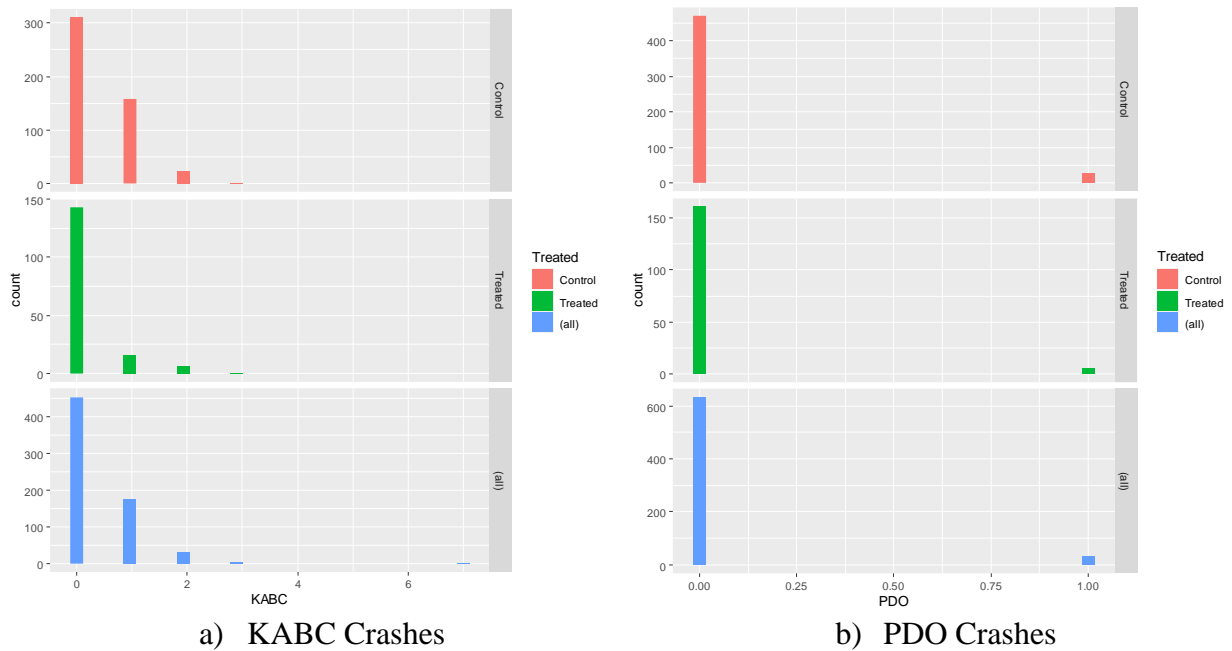 300
200
100
0
Control
150
100
50
0
Treated
400
300
200
100
0
(all)
0 2 4 6
KABC
count
Treated
Control
Treated
(all)
a) KABC Crashes
400
300
200
100
0
Control
150
100
50
0
Treated
600
400
200
0
(all)
0.00 0.25 0.50 0.75 1.00
PDO
count
Treated
Control
Treated
(all)
b) PDO Crashes